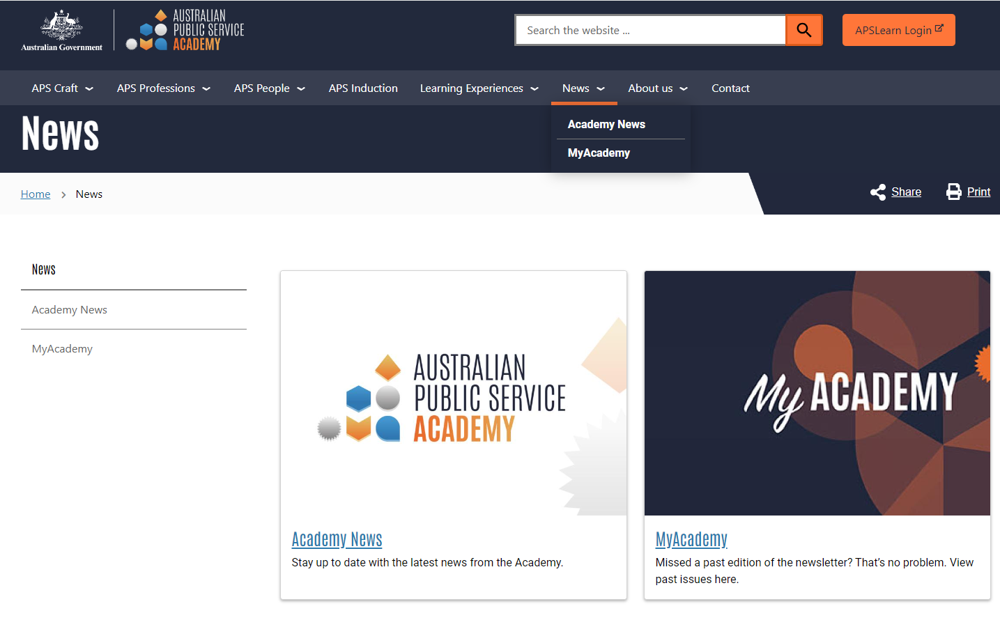 Australian Government
AUSTRALIAN
PUBLIC SERVICE
ACADEMY
Search the website ...
APSLearn Login
APS Craft
APS Professions
APS People
APS Induction
Learning Experiences
News
About us
Contact
Academy News
MyAcademy
News
Home
News
Share
Print
News
Academy News
MyAcademy
AUSTRALIAN
PUBLIC SERVICE
ACADEMY
Academy News
Stay up to date with the latest news from the Academy.
My ACADEMY
MyAcademy
Missed a past edition of the newsletter? That’s no problem. View
past issues here.